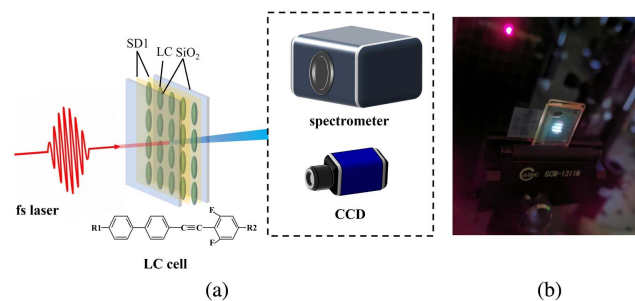 SD1
LC
SiO₂
fs laser
R1
C≡C
F
F
R2
LC cell
spectrometer
CCD
GCM-1311M
(a)
(b)